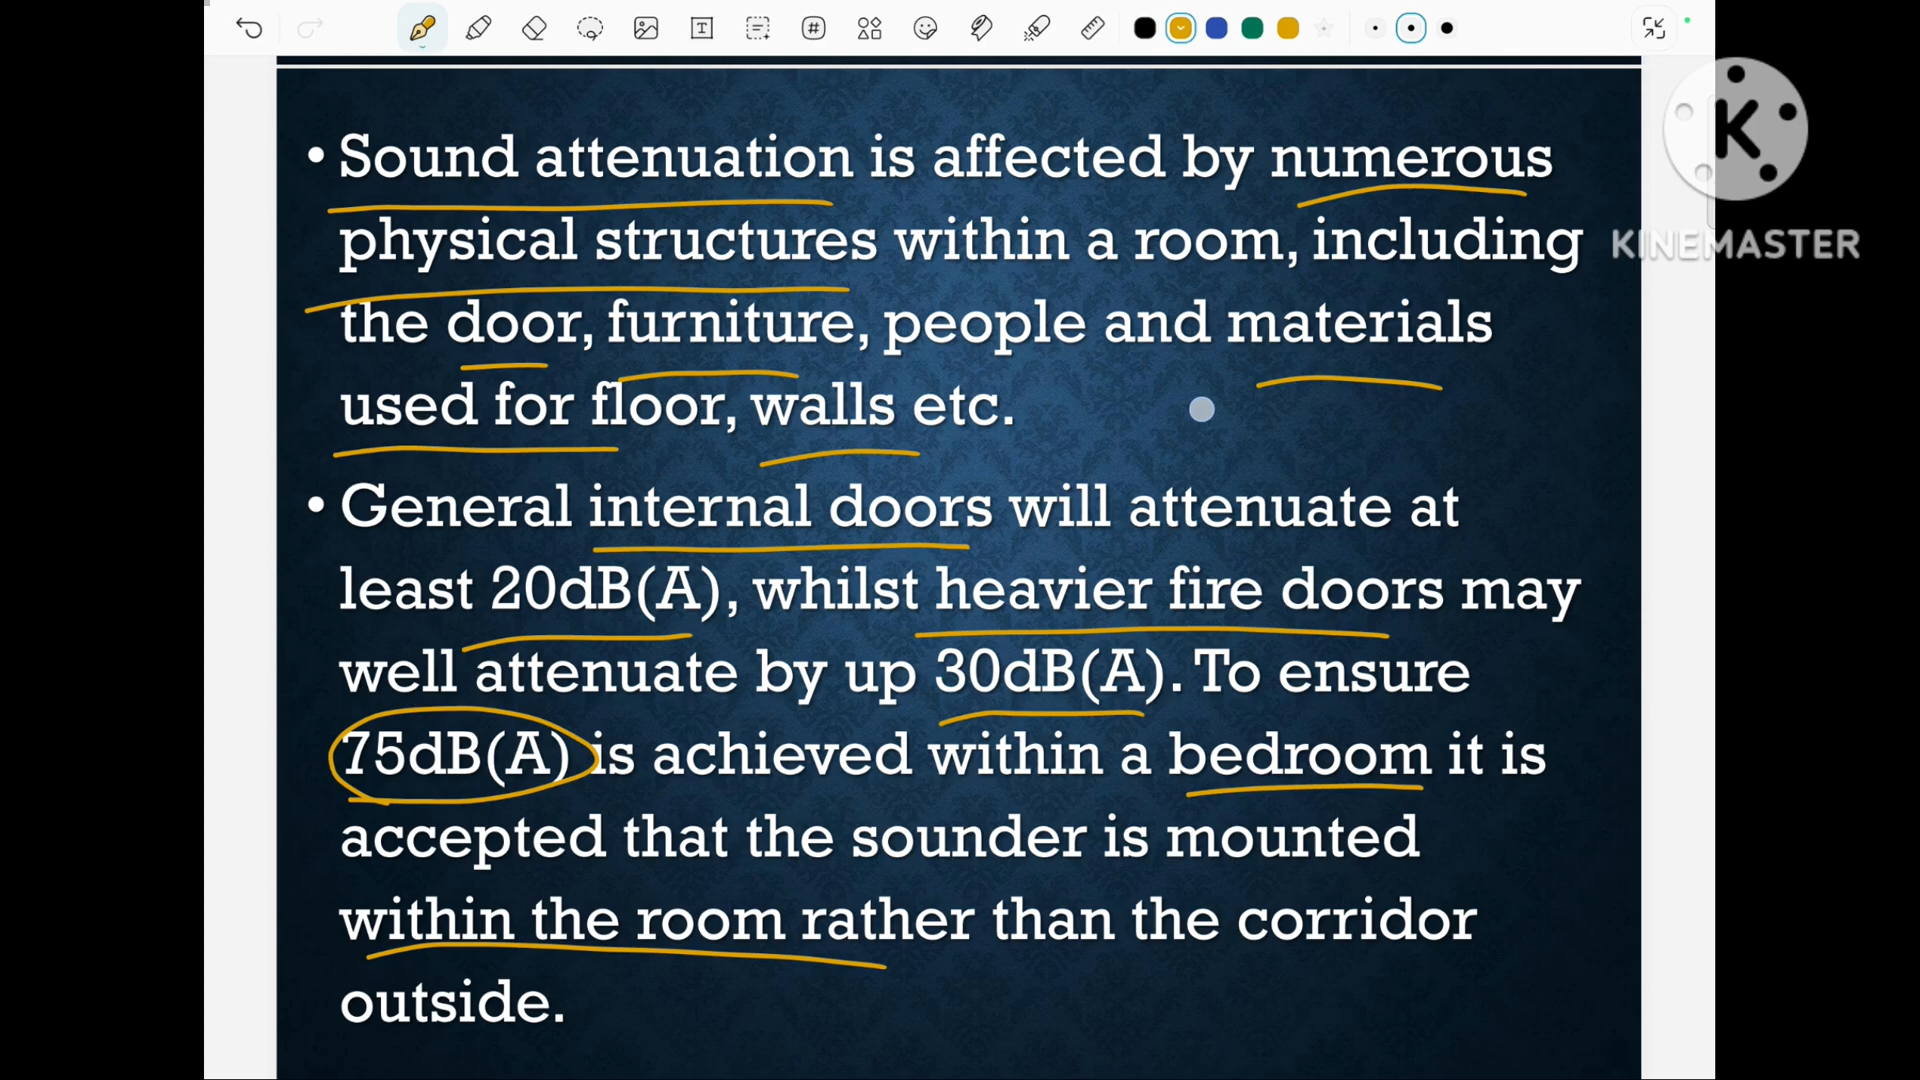 • Sound attenuation is affected by numerous
physical structures within a room, including
the door, furniture, people and materials
used for floor, walls etc.
• General internal doors will attenuate at
least 20dB(A), whilst heavier fire doors may
well attenuate by up 30dB(A). To ensure
75dB(A) is achieved within a bedroom it is
accepted that the sounder is mounted
within the room rather than the corridor
outside.
K
KINEMASTER